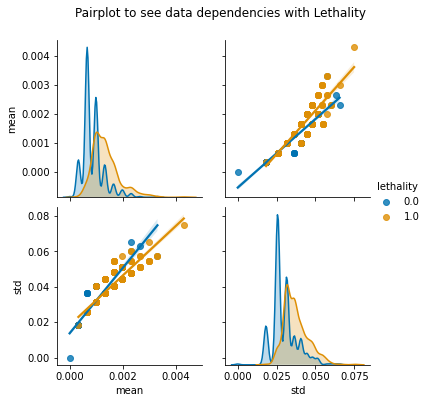 Pairplot to see data dependencies with Lethality
0.004
0.003
0.002
0.001
0.000
mean
lethality
0.0
1.0
0.08
0.06
0.04
0.02
0.00
std
0.000 0.002 0.004
mean
0.000 0.025 0.050 0.075
std